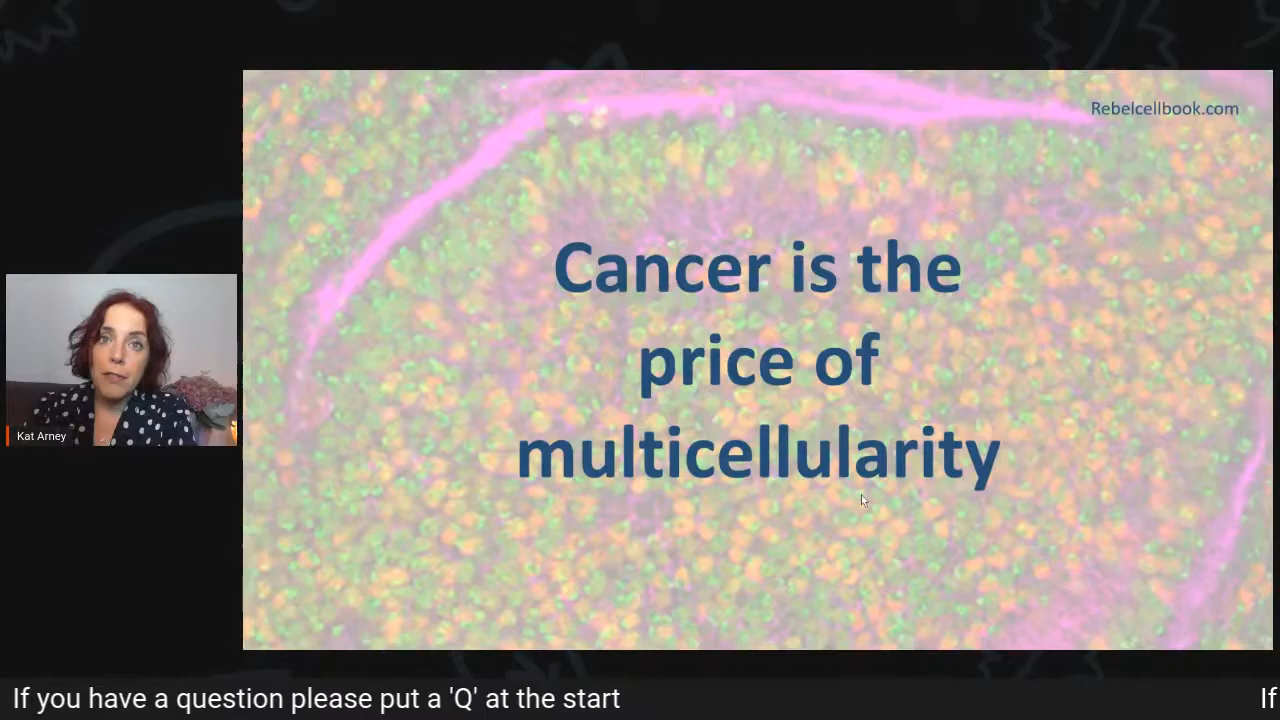 Rebelcellbook.com
Cancer is the
price of
multicellularity
Kat Arney
If you have a question please put a 'Q' at the start
If